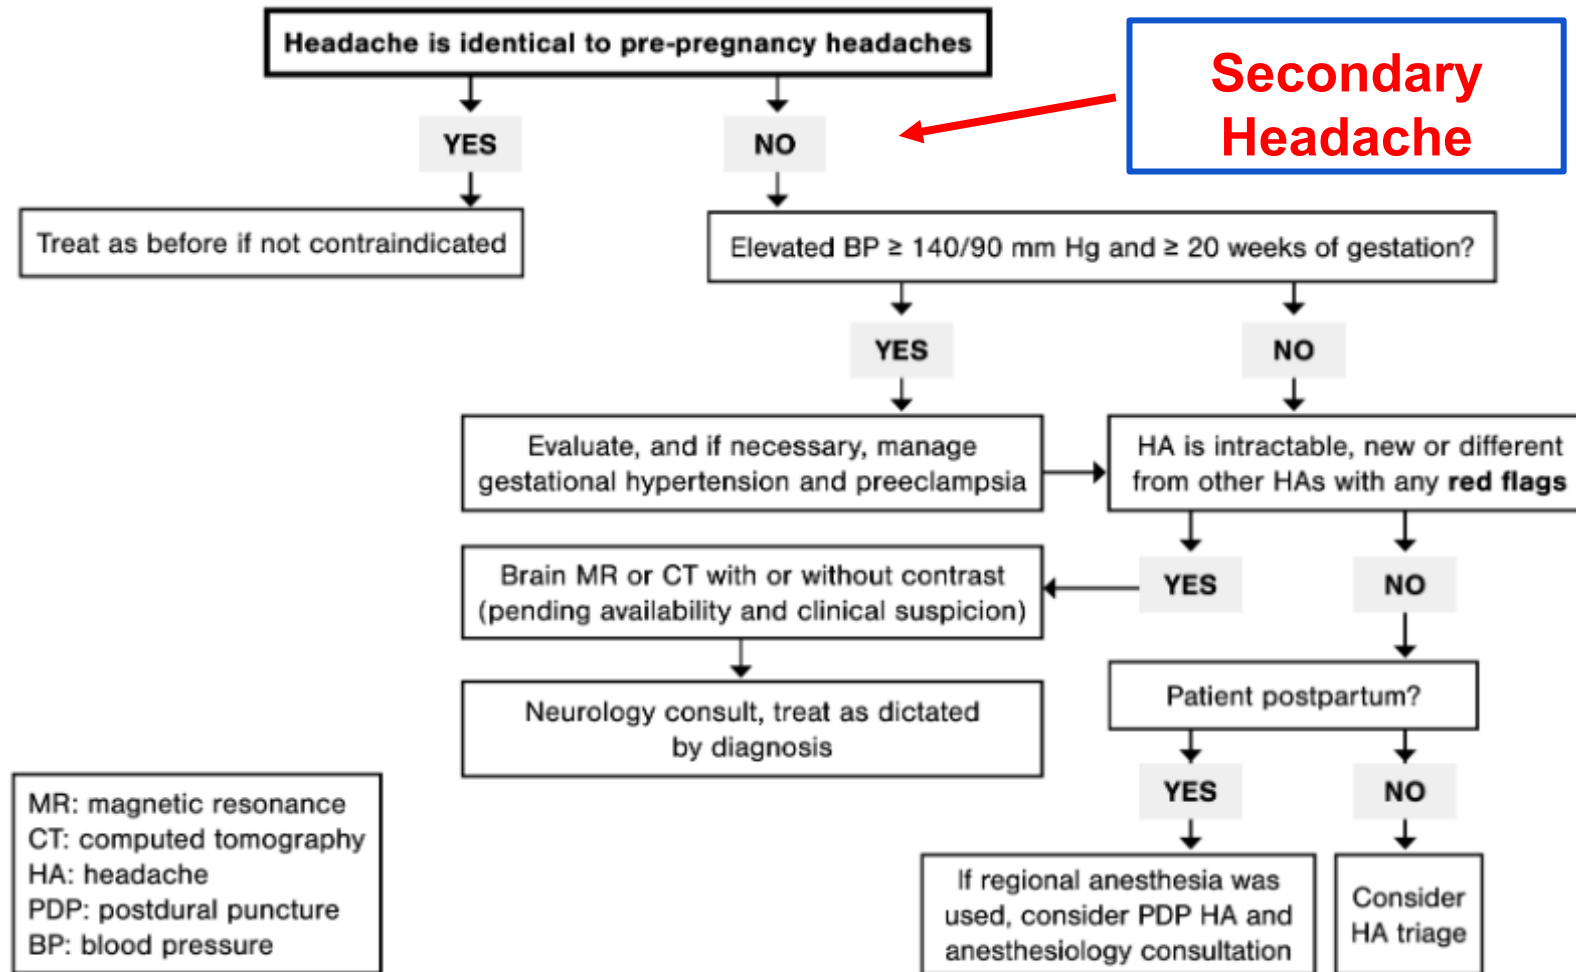 Headache is identical to pre-pregnancy headaches
Secondary
Headache
YES
NO
Treat as before if not contraindicated
Elevated BP ≥ 140/90 mm Hg and ≥ 20 weeks of gestation?
YES
NO
Evaluate, and if necessary, manage
gestational hypertension and preeclampsia
HA is intractable, new or different
from other HAs with any red flags
Brain MR or CT with or without contrast
(pending availability and clinical suspicion)
YES
NO
Neurology consult, treat as dictated
by diagnosis
Patient postpartum?
YES
NO
If regional anesthesia was
used, consider PDP HA and
anesthesiology consultation
Consider
HA triage
MR: magnetic resonance
CT: computed tomography
HA: headache
PDP: postdural puncture
BP: blood pressure